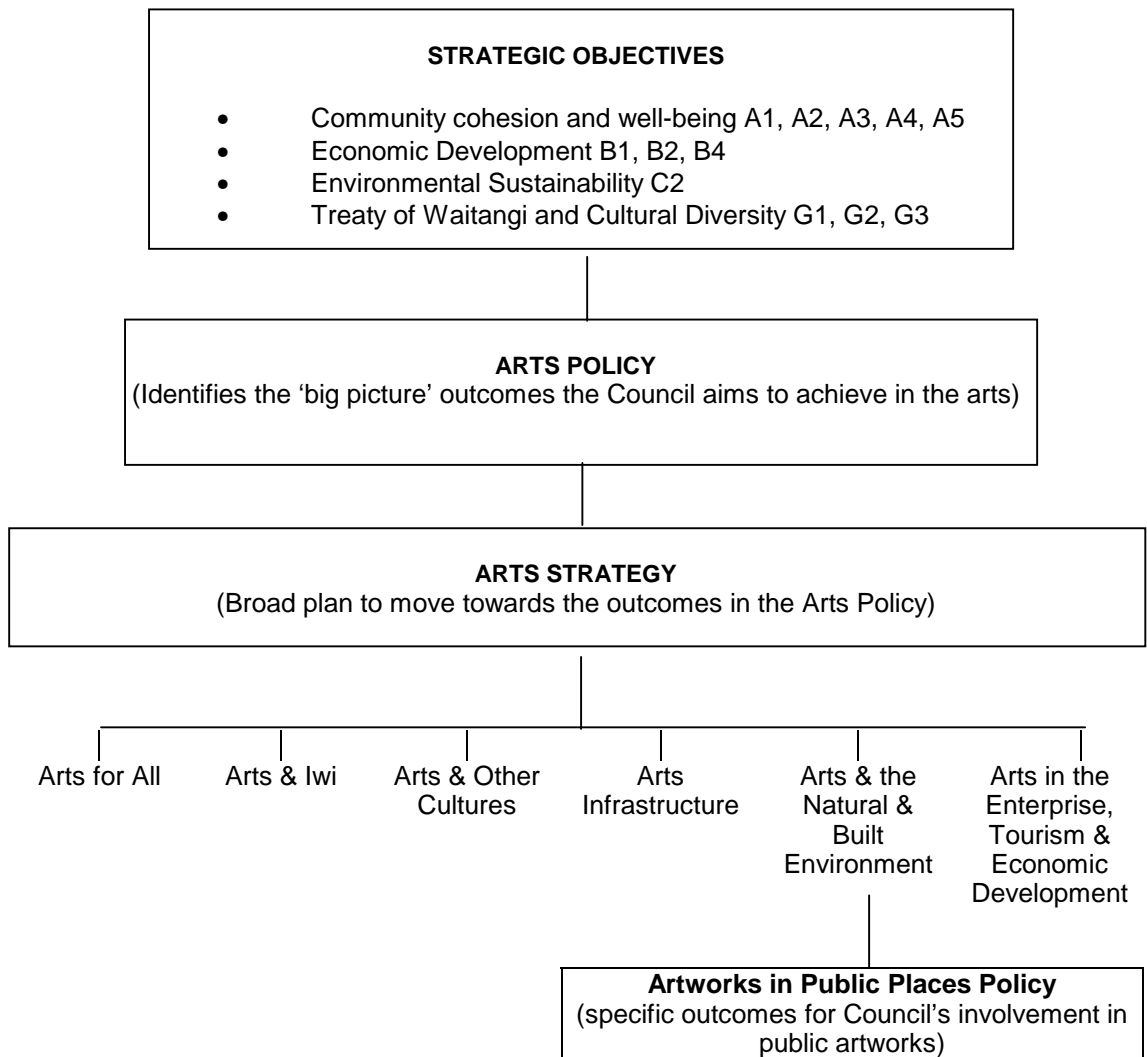 STRATEGIC OBJECTIVES
• Community cohesion and well-being A1, A2, A3, A4, A5
• Economic Development B1, B2, B4
• Environmental Sustainability C2
• Treaty of Waitangi and Cultural Diversity G1, G2, G3
ARTS POLICY
(Identifies the ‘big picture’ outcomes the Council aims to achieve in the arts)
ARTS STRATEGY
(Broad plan to move towards the outcomes in the Arts Policy)
Arts for All
Arts & Iwi
Arts & Other
Cultures
Arts
Infrastructure
Arts & the
Natural &
Built
Environment
Arts in the
Enterprise,
Tourism &
Economic
Development
Artworks in Public Places Policy
(specific outcomes for Council’s involvement in
public artworks)